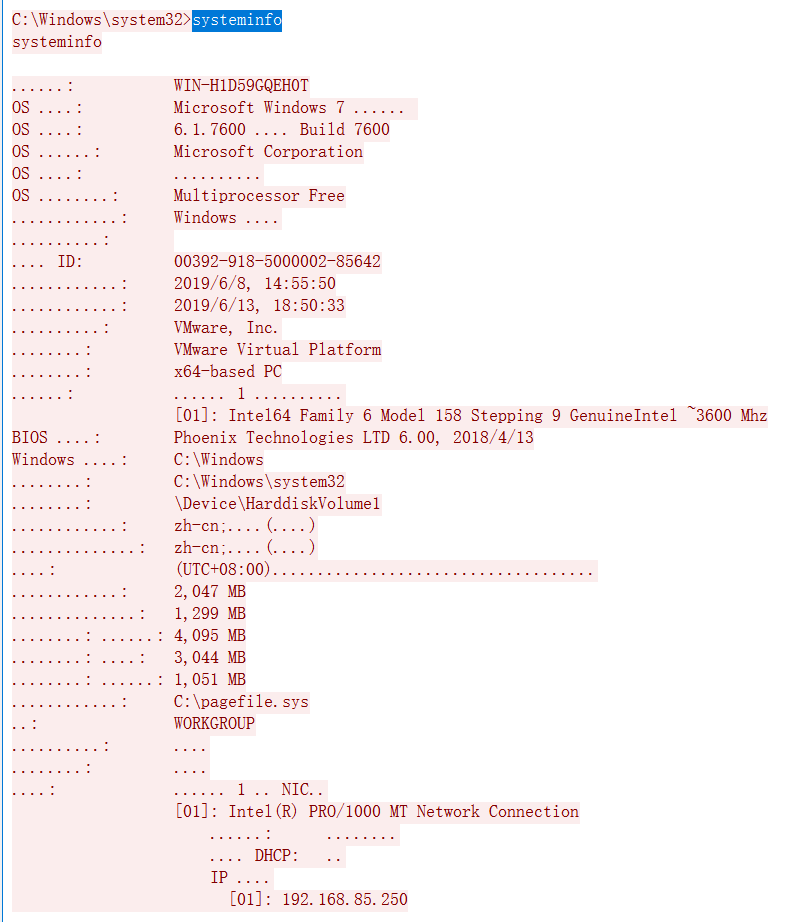 C:\Windows\system32>systeminfo
systeminfo
......: WIN-H1D59GQEH0T
OS ....: Microsoft Windows 7 ......
OS ....: 6.1.7600 .... Build 7600
OS ......: Microsoft Corporation
OS ....: ..........
OS ........: Multiprocessor Free
............: Windows ....
..........:
.... ID: 00392-918-5000002-85642
............: 2019/6/8, 14:55:50
............: 2019/6/13, 18:50:33
..........: VMware, Inc.
........: VMware Virtual Platform
........: x64-based PC
......: ...... 1 ..........
[01]: Intel64 Family 6 Model 158 Stepping 9 GenuineIntel ~3600 Mhz
BIOS ....: Phoenix Technologies LTD 6.00, 2018/4/13
Windows ....: C:\Windows
........: C:\Windows\system32
........: \Device\HarddiskVolume1
............: zh-cn;....(....)
..............: zh-cn;....(....)
....: (UTC+08:00)....................................
............: 2,047 MB
..............: 1,299 MB
........: ......: 4,095 MB
........: ....: 3,044 MB
........: ......: 1,051 MB
............: C:\pagefile.sys
..: WORKGROUP
..........: ....
........: ....
....: ...... 1 .. NIC..
[01]: Intel(R) PRO/1000 MT Network Connection
......: ........
.... DHCP: ..
IP ....
[01]: 192.168.85.250